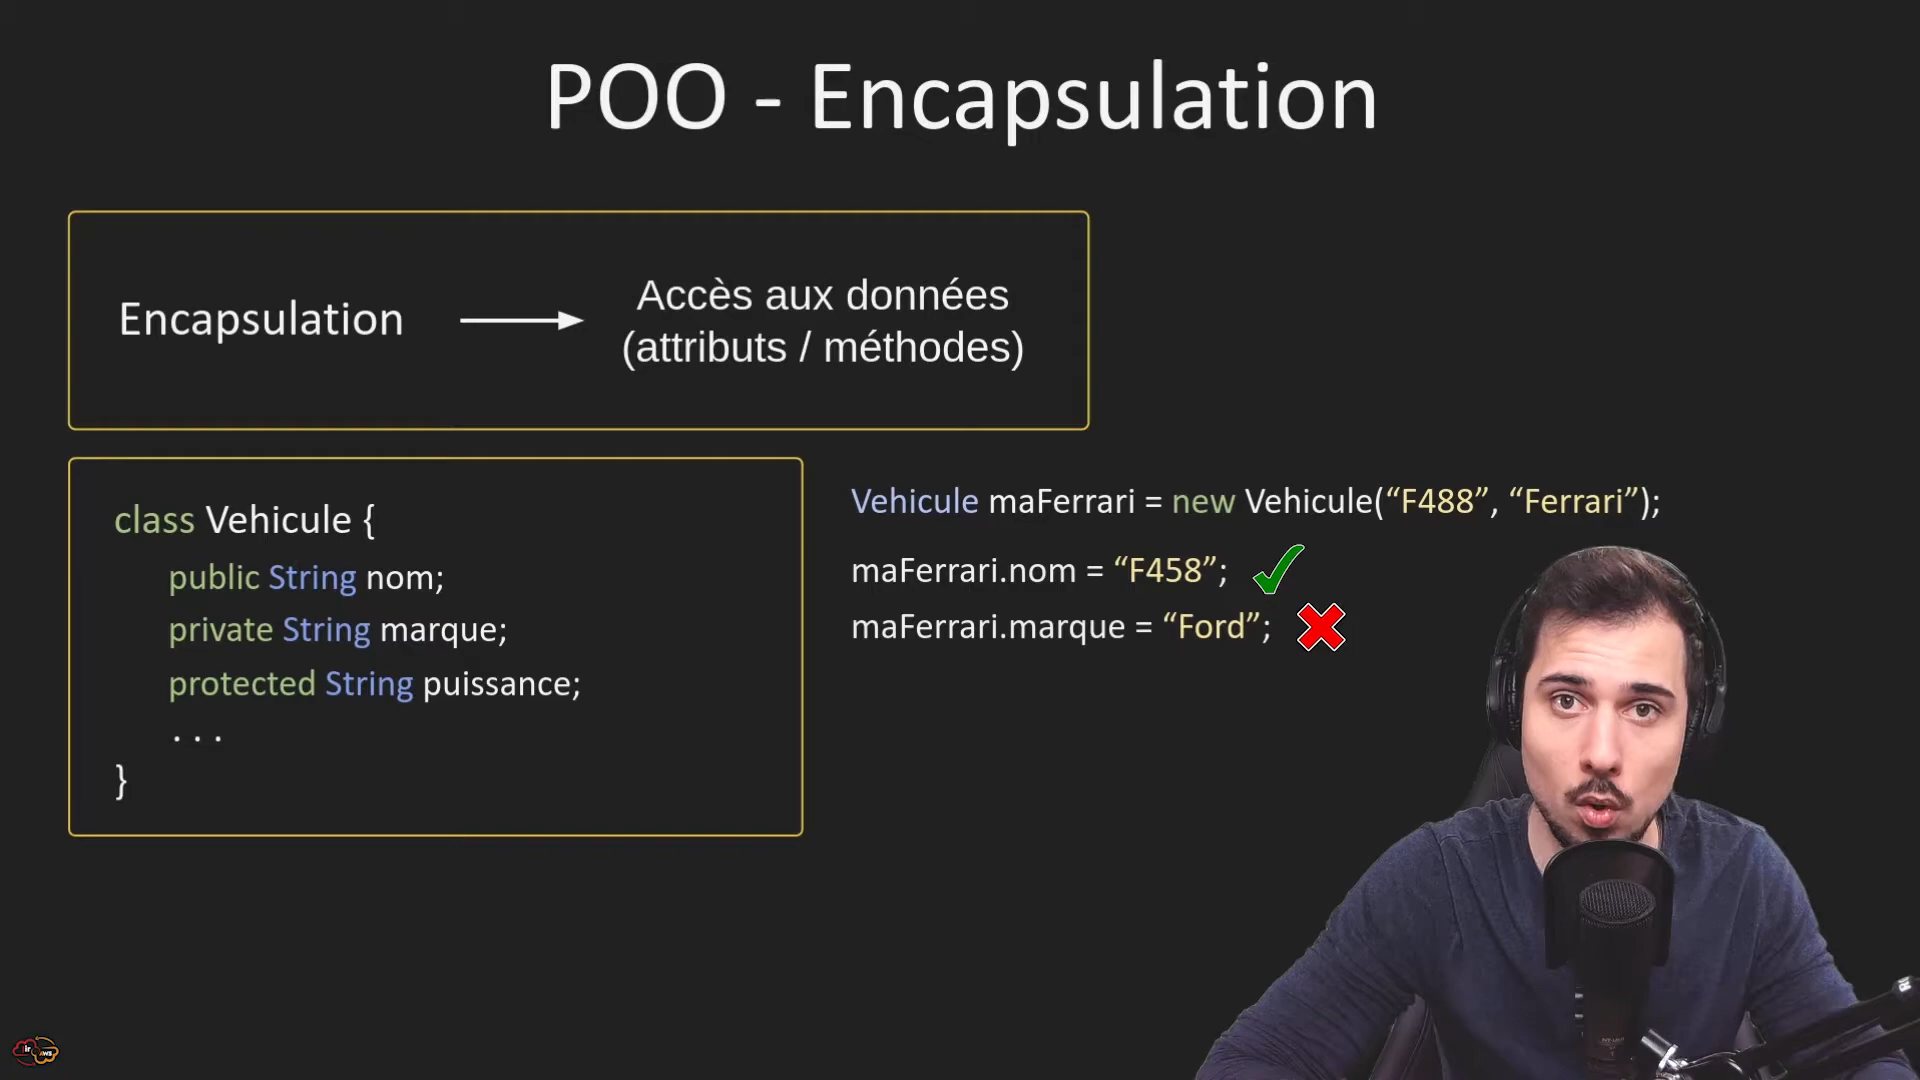 POO - Encapsulation
Encapsulation
Accès aux données
(attributs / méthodes)
class Vehicule {
public String nom;
private String marque;
protected String puissance;
. . .
}
Vehicule maFerrari = new Vehicule(“F488”, “Ferrari”);
maFerrari.nom = “F458”;
maFerrari.marque = “Ford”;